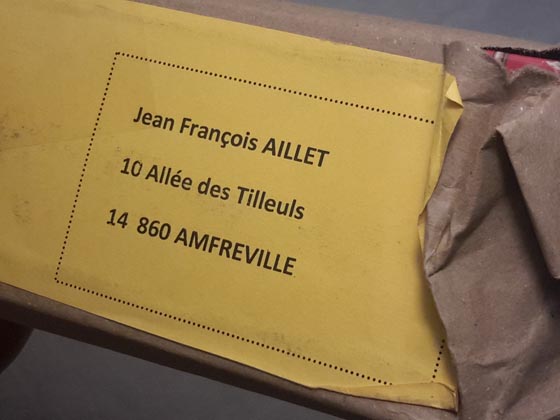 Jean François AILLET
10 Allée des Tilleuls
14 860 AMFREVILLE